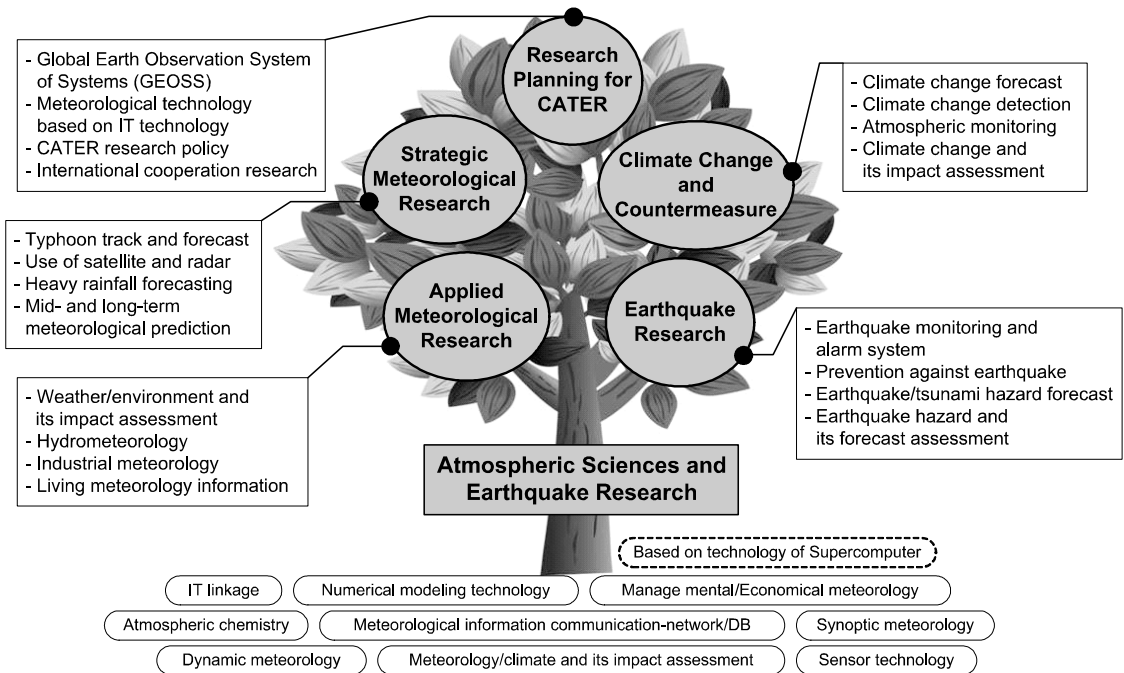 Research
Planning for
CATER
- Global Earth Observation System
of Systems (GEOSS)
- Meteorological technology
based on IT technology
- CATER research policy
- International cooperation research
Climate Change
and
Countermeasure
- Climate change forecast
- Climate change detection
- Atmospheric monitoring
- Climate change and
its impact assessment
Strategic
Meteorological
Research
- Typhoon track and forecast
- Use of satellite and radar
- Heavy rainfall forecasting
- Mid- and long-term
meteorological prediction
Applied
Meteorological
Research
- Weather/environment and
its impact assessment
- Hydrometeorology
- Industrial meteorology
- Living meteorology information
Earthquake
Research
- Earthquake monitoring and
alarm system
- Prevention against earthquake
- Earthquake/tsunami hazard forecast
- Earthquake hazard and
its forecast assessment
Atmospheric Sciences and
Earthquake Research
Based on technology of Supercomputer
IT linkage
Numerical modeling technology
Manage mental/Economical meteorology
Atmospheric chemistry
Meteorological information communication-network/DB
Synoptic meteorology
Dynamic meteorology
Meteorology/climate and its impact assessment
Sensor technology